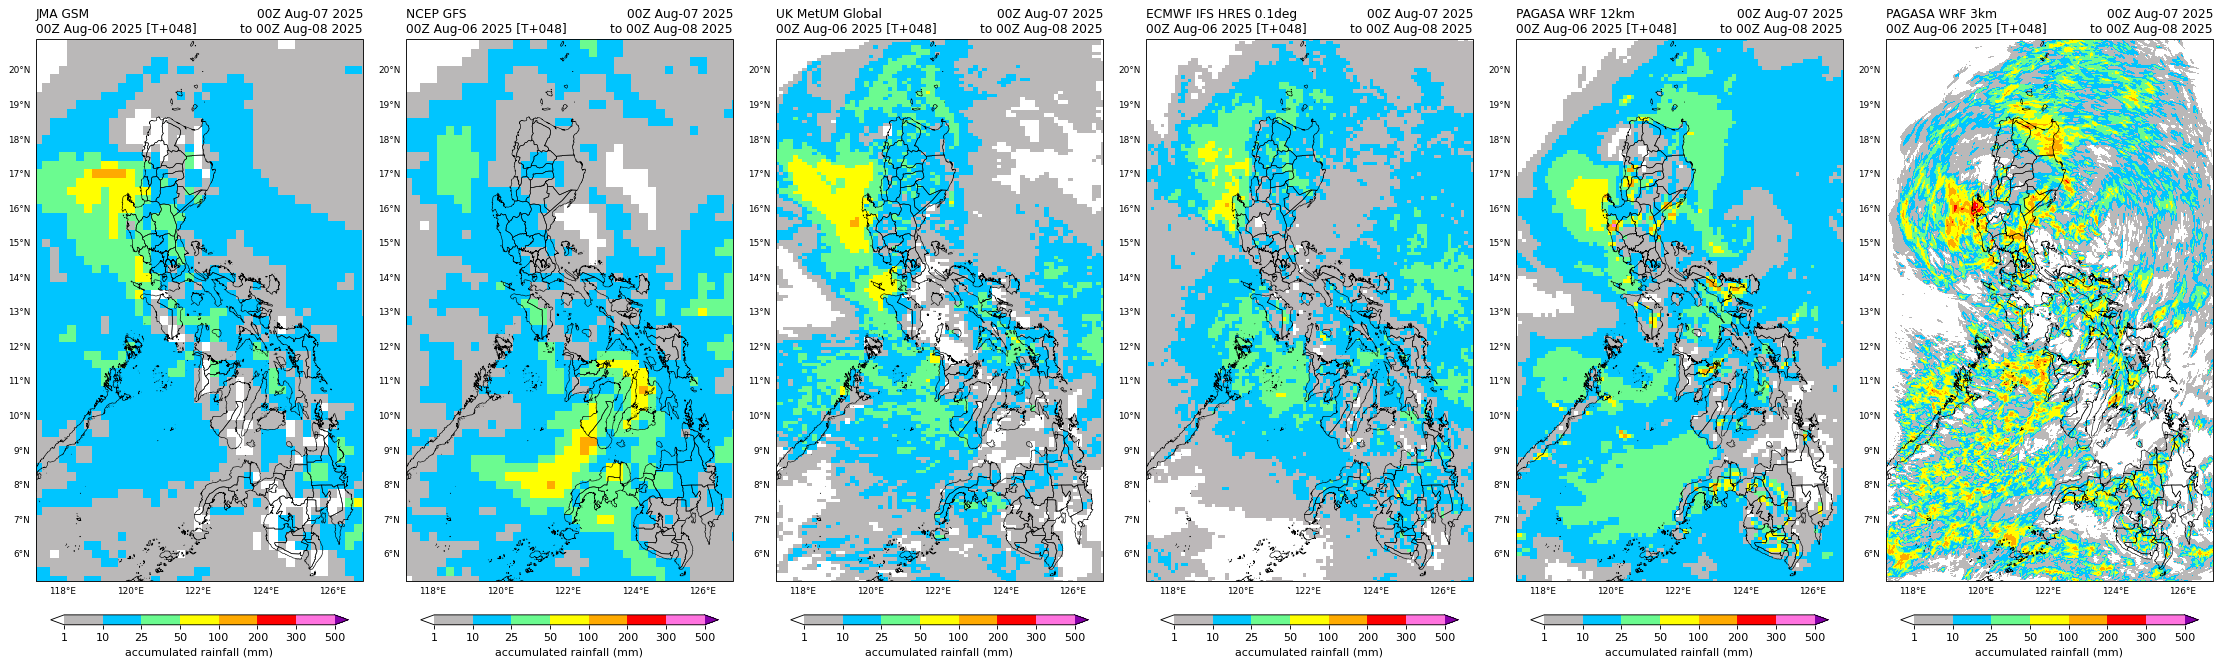 JMA GSM 00Z Aug-07 2025
00Z Aug-06 2025 [T+048] to 00Z Aug-08 2025
20°N
19°N
18°N
17°N
16°N
15°N
14°N
13°N
12°N
11°N
10°N
9°N
8°N
7°N
6°N
118°E 120°E 122°E 124°E 126°E
1 10 25 50 100 200 300 500
accumulated rainfall (mm)
NCEP GFS 00Z Aug-07 2025
00Z Aug-06 2025 [T+048] to 00Z Aug-08 2025
20°N
19°N
18°N
17°N
16°N
15°N
14°N
13°N
12°N
11°N
10°N
9°N
8°N
7°N
6°N
118°E 120°E 122°E 124°E 126°E
1 10 25 50 100 200 300 500
accumulated rainfall (mm)
UK MetUM Global 00Z Aug-07 2025
00Z Aug-06 2025 [T+048] to 00Z Aug-08 2025
20°N
19°N
18°N
17°N
16°N
15°N
14°N
13°N
12°N
11°N
10°N
9°N
8°N
7°N
6°N
118°E 120°E 122°E 124°E 126°E
1 10 25 50 100 200 300 500
accumulated rainfall (mm)
ECMWF IFS HRES 0.1deg 00Z Aug-07 2025
00Z Aug-06 2025 [T+048] to 00Z Aug-08 2025
20°N
19°N
18°N
17°N
16°N
15°N
14°N
13°N
12°N
11°N
10°N
9°N
8°N
7°N
6°N
118°E 120°E 122°E 124°E 126°E
1 10 25 50 100 200 300 500
accumulated rainfall (mm)
PAGASA WRF 12km 00Z Aug-07 2025
00Z Aug-06 2025 [T+048] to 00Z Aug-08 2025
20°N
19°N
18°N
17°N
16°N
15°N
14°N
13°N
12°N
11°N
10°N
9°N
8°N
7°N
6°N
118°E 120°E 122°E 124°E 126°E
1 10 25 50 100 200 300 500
accumulated rainfall (mm)
PAGASA WRF 3km 00Z Aug-07 2025
00Z Aug-06 2025 [T+048] to 00Z Aug-08 2025
20°N
19°N
18°N
17°N
16°N
15°N
14°N
13°N
12°N
11°N
10°N
9°N
8°N
7°N
6°N
118°E 120°E 122°E 124°E 126°E
1 10 25 50 100 200 300 500
accumulated rainfall (mm)